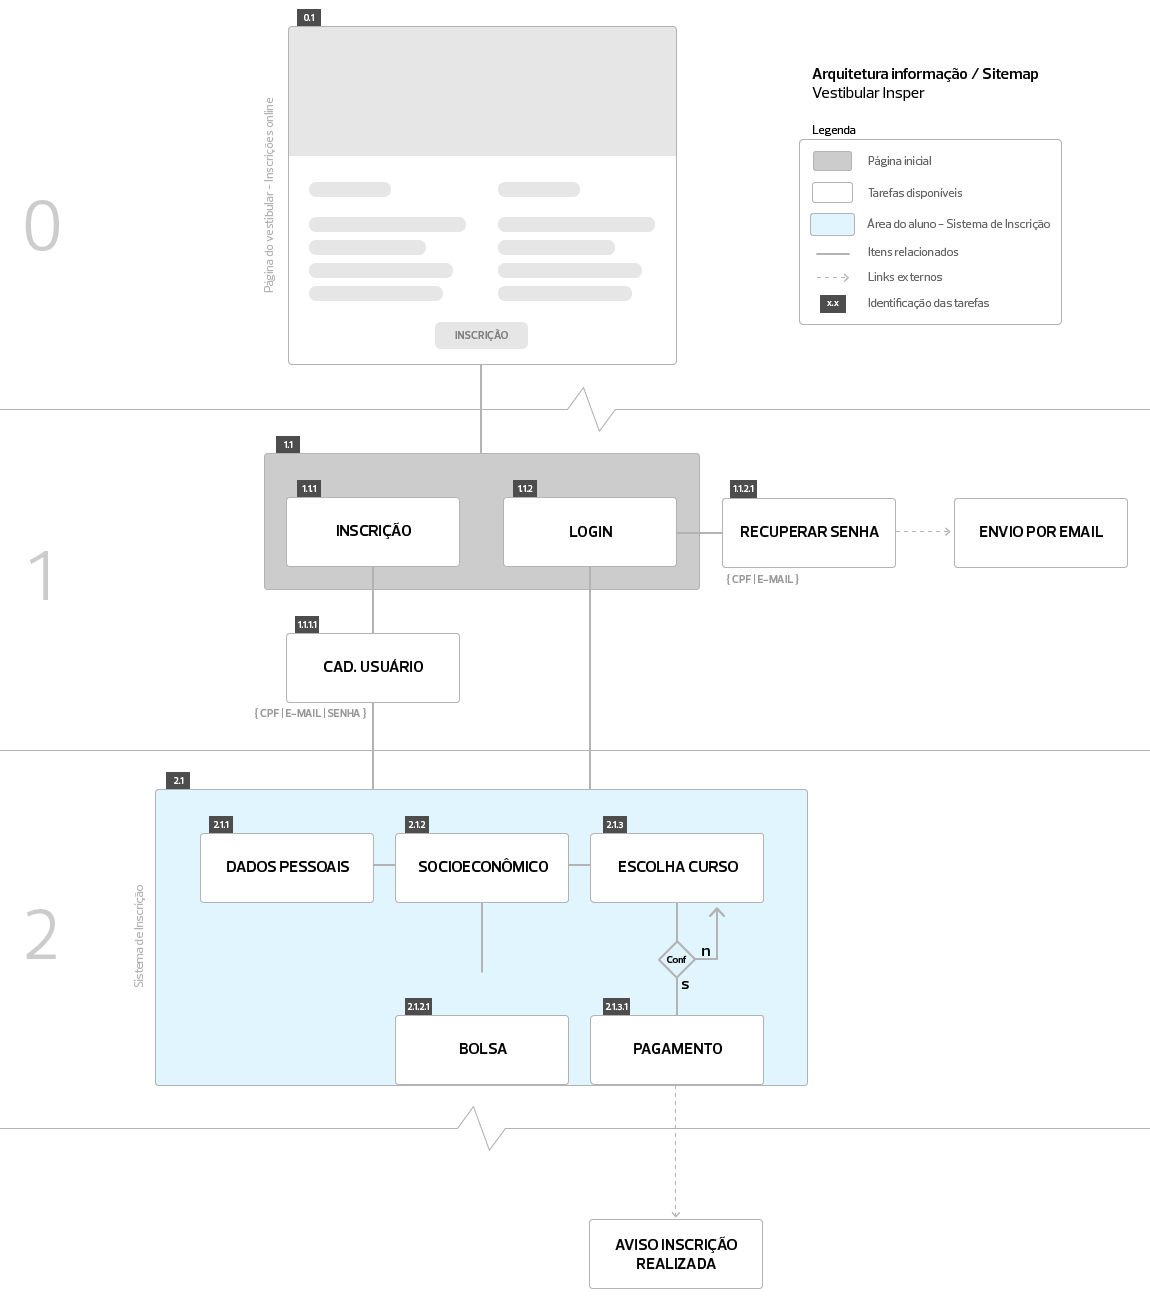 0.1
Arquitetura informação / Sitemap
Vestibular Insper
Legenda
Página inicial
Tarefas disponíveis
Área do aluno - Sistema de Inscrição
Itens relacionados
Links externos
x.x
Identificação das tarefas
Página do vestibular - Inscrições online
0
INSCRIÇÃO
1.1
1.1.1
INSCRIÇÃO
1.1.2
LOGIN
1.1.2.1
RECUPERAR SENHA
{ CPF | E-MAIL }
ENVIO POR EMAIL
1
1.1.1.1
CAD. USUÁRIO
{ CPF | E-MAIL | SENHA }
2.1
2.1.1
DADOS PESSOAIS
2.1.2
SOCIOECONÔMICO
2.1.3
ESCOLHA CURSO
2
Sistema de Inscrição
Conf
n
s
2.1.2.1
BOLSA
2.1.3.1
PAGAMENTO
AVISO INSCRIÇÃO
REALIZADA